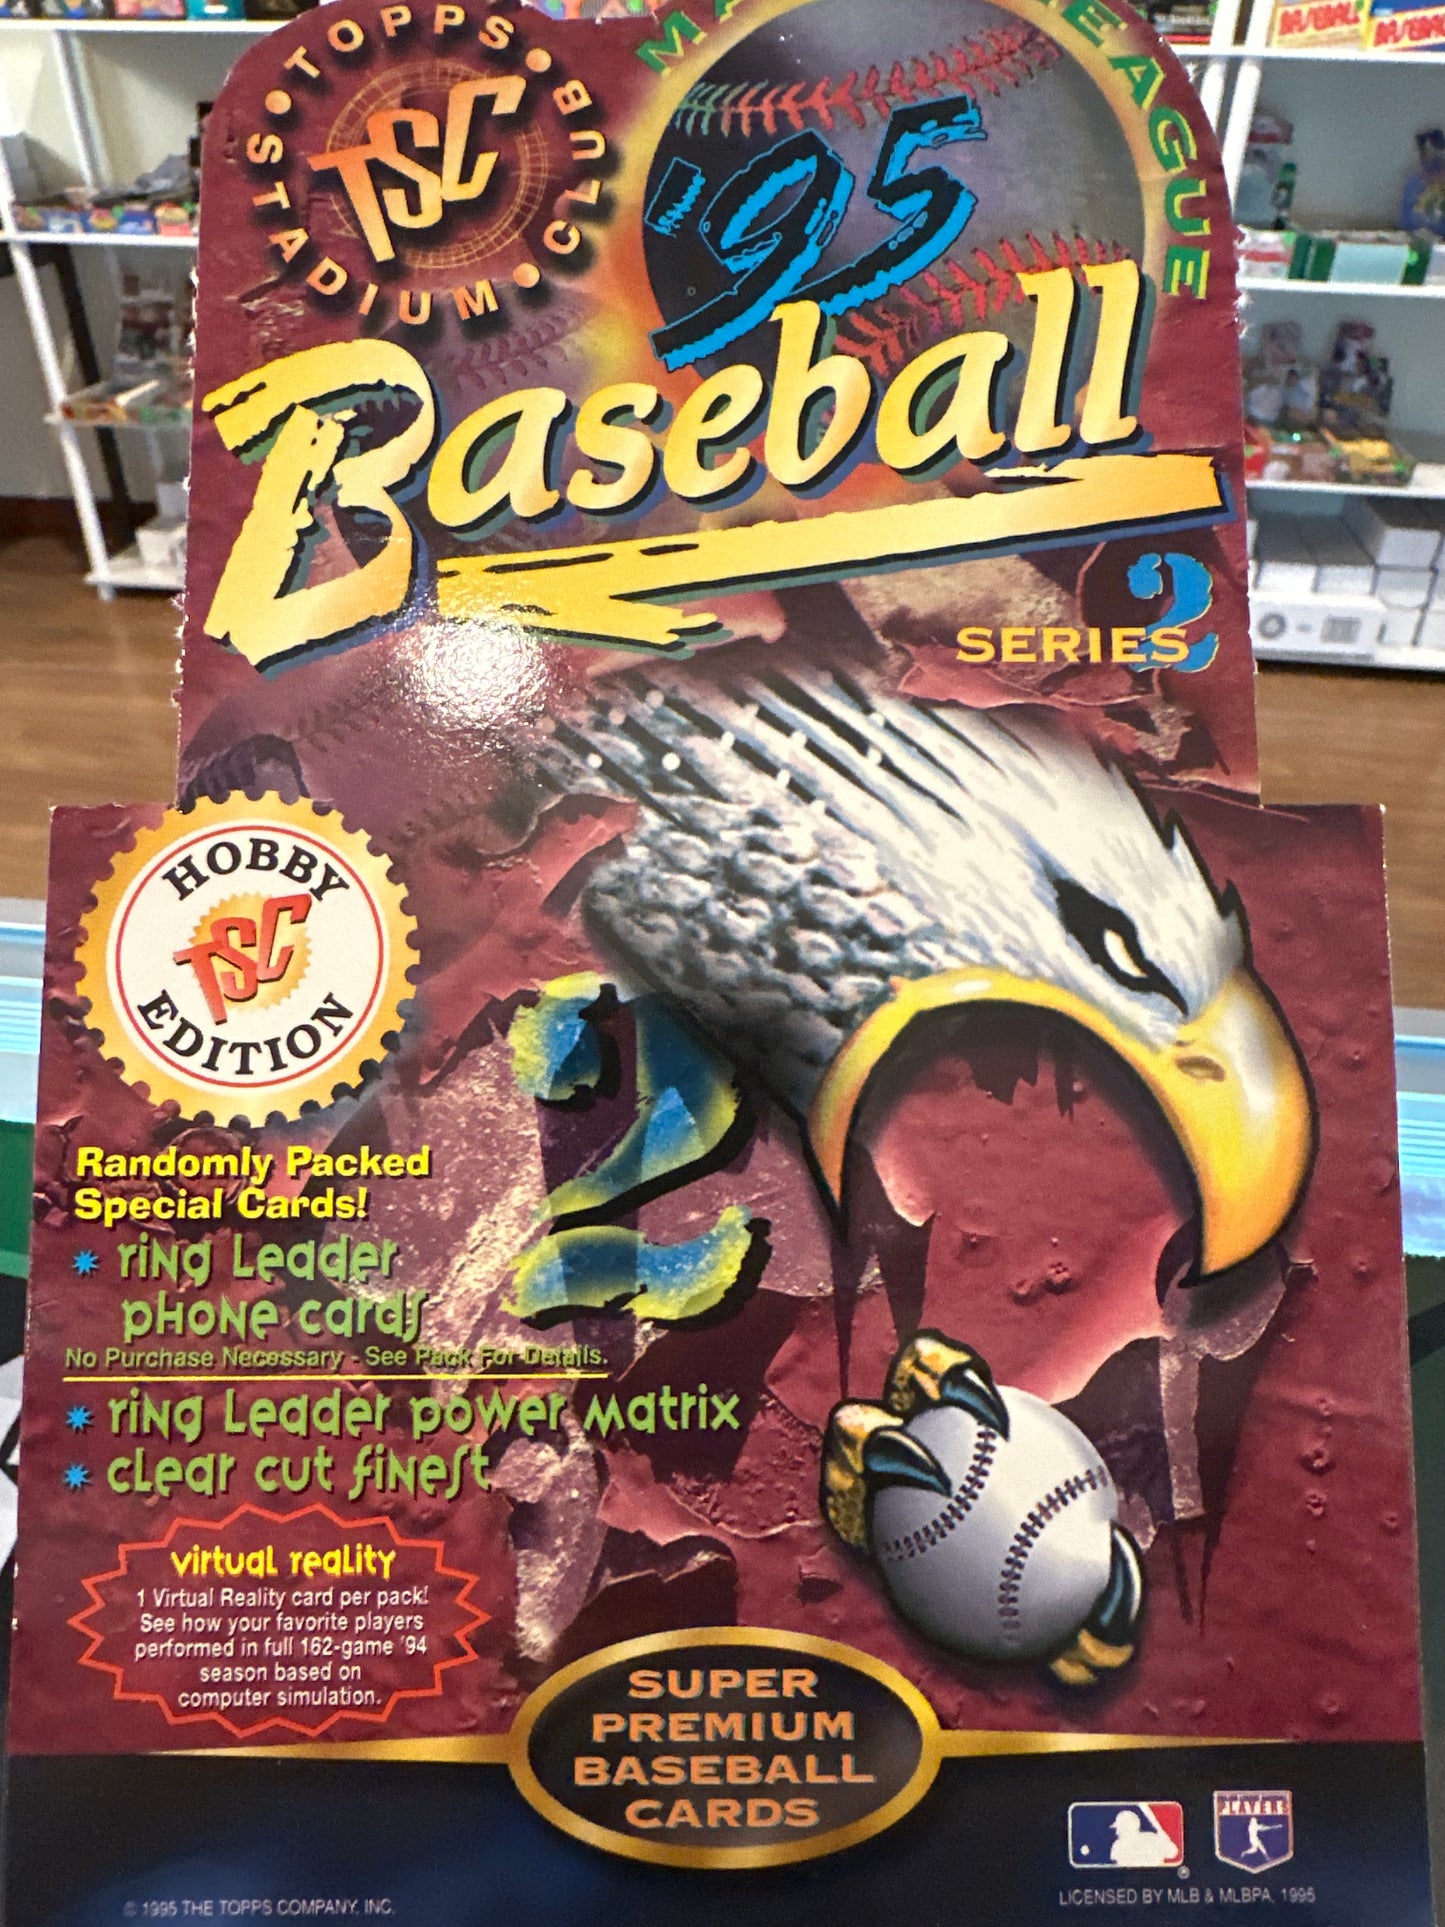 TOPPS • STADIUM • CLUB •
TSC
MA
EAGUE
'95
Baseball
SERIES 2
HOBBY
TSC
EDITION
2
Randomly Packed
Special Cards!
ring Leader
phone cards
No Purchase Necessary - See Pack For Details.
ring Leader power matrix
clear cut finest
virtual reality
1 Virtual Reality card per pack!
See how your favorite players
performed in full 162-game '94
season based on
computer simulation.
SUPER
PREMIUM
BASEBALL
CARDS
PLAYERS
© 1995 THE TOPPS COMPANY, INC.
LICENSED BY MLB & MLBPA, 1995